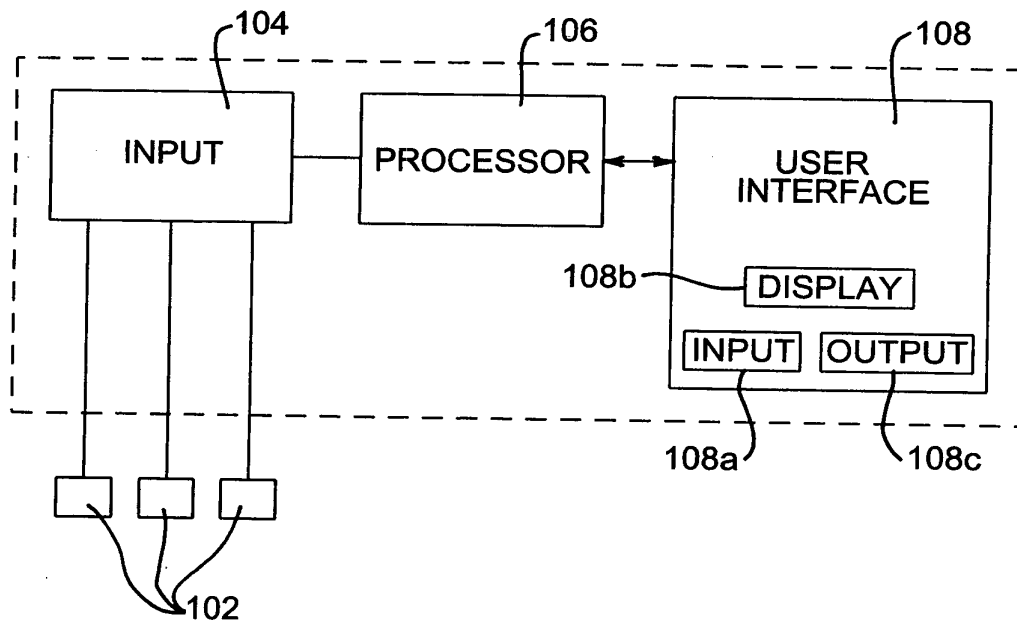 104
106
108
INPUT
PROCESSOR
USER
INTERFACE
108b
DISPLAY
INPUT
OUTPUT
108a
108c
102